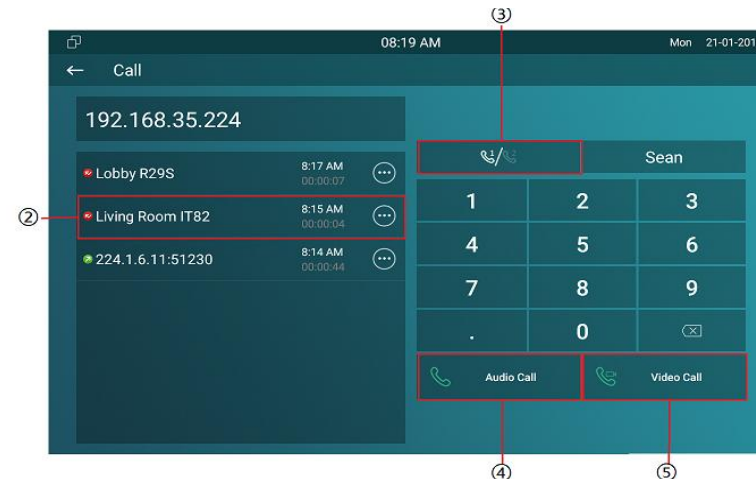 ③
08:19 AM Mon 21-01-201
← Call
192.168.35.224
Lobby R29S 8:17 AM
00:00:07
② Living Room IT82 8:15 AM
00:00:04
224.1.6.11:51230 8:14 AM
00:00:44
1/2 Sean
1 2 3
4 5 6
7 8 9
. 0
Audio Call Video Call
④ ⑤